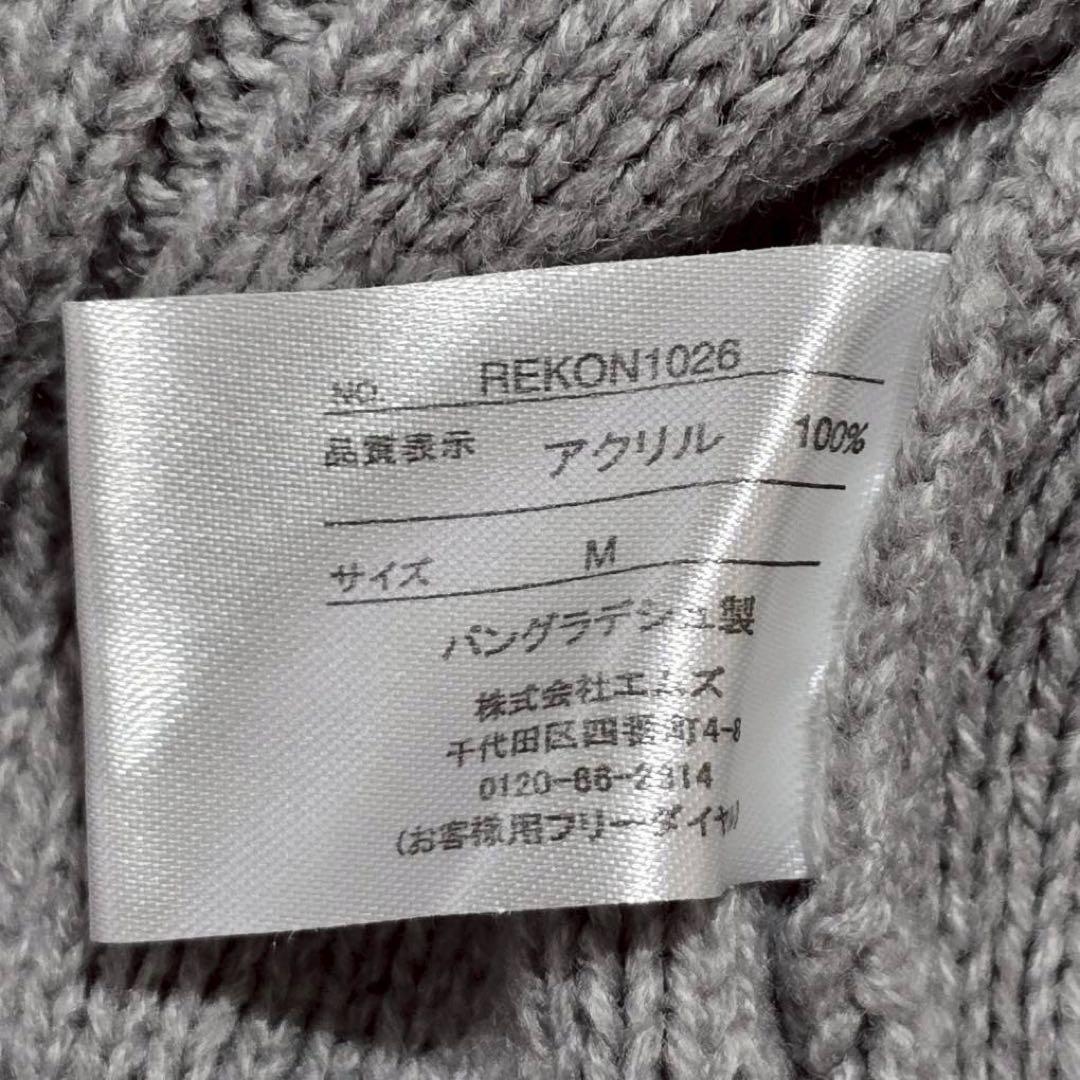 NO. REKON1026
品質表示 アクリル 100%
サイズ M
バングラデシュ製
株式会社エムズ
千代田区四番町4-8
0120-66-2314
(お客様用フリーダイヤル)